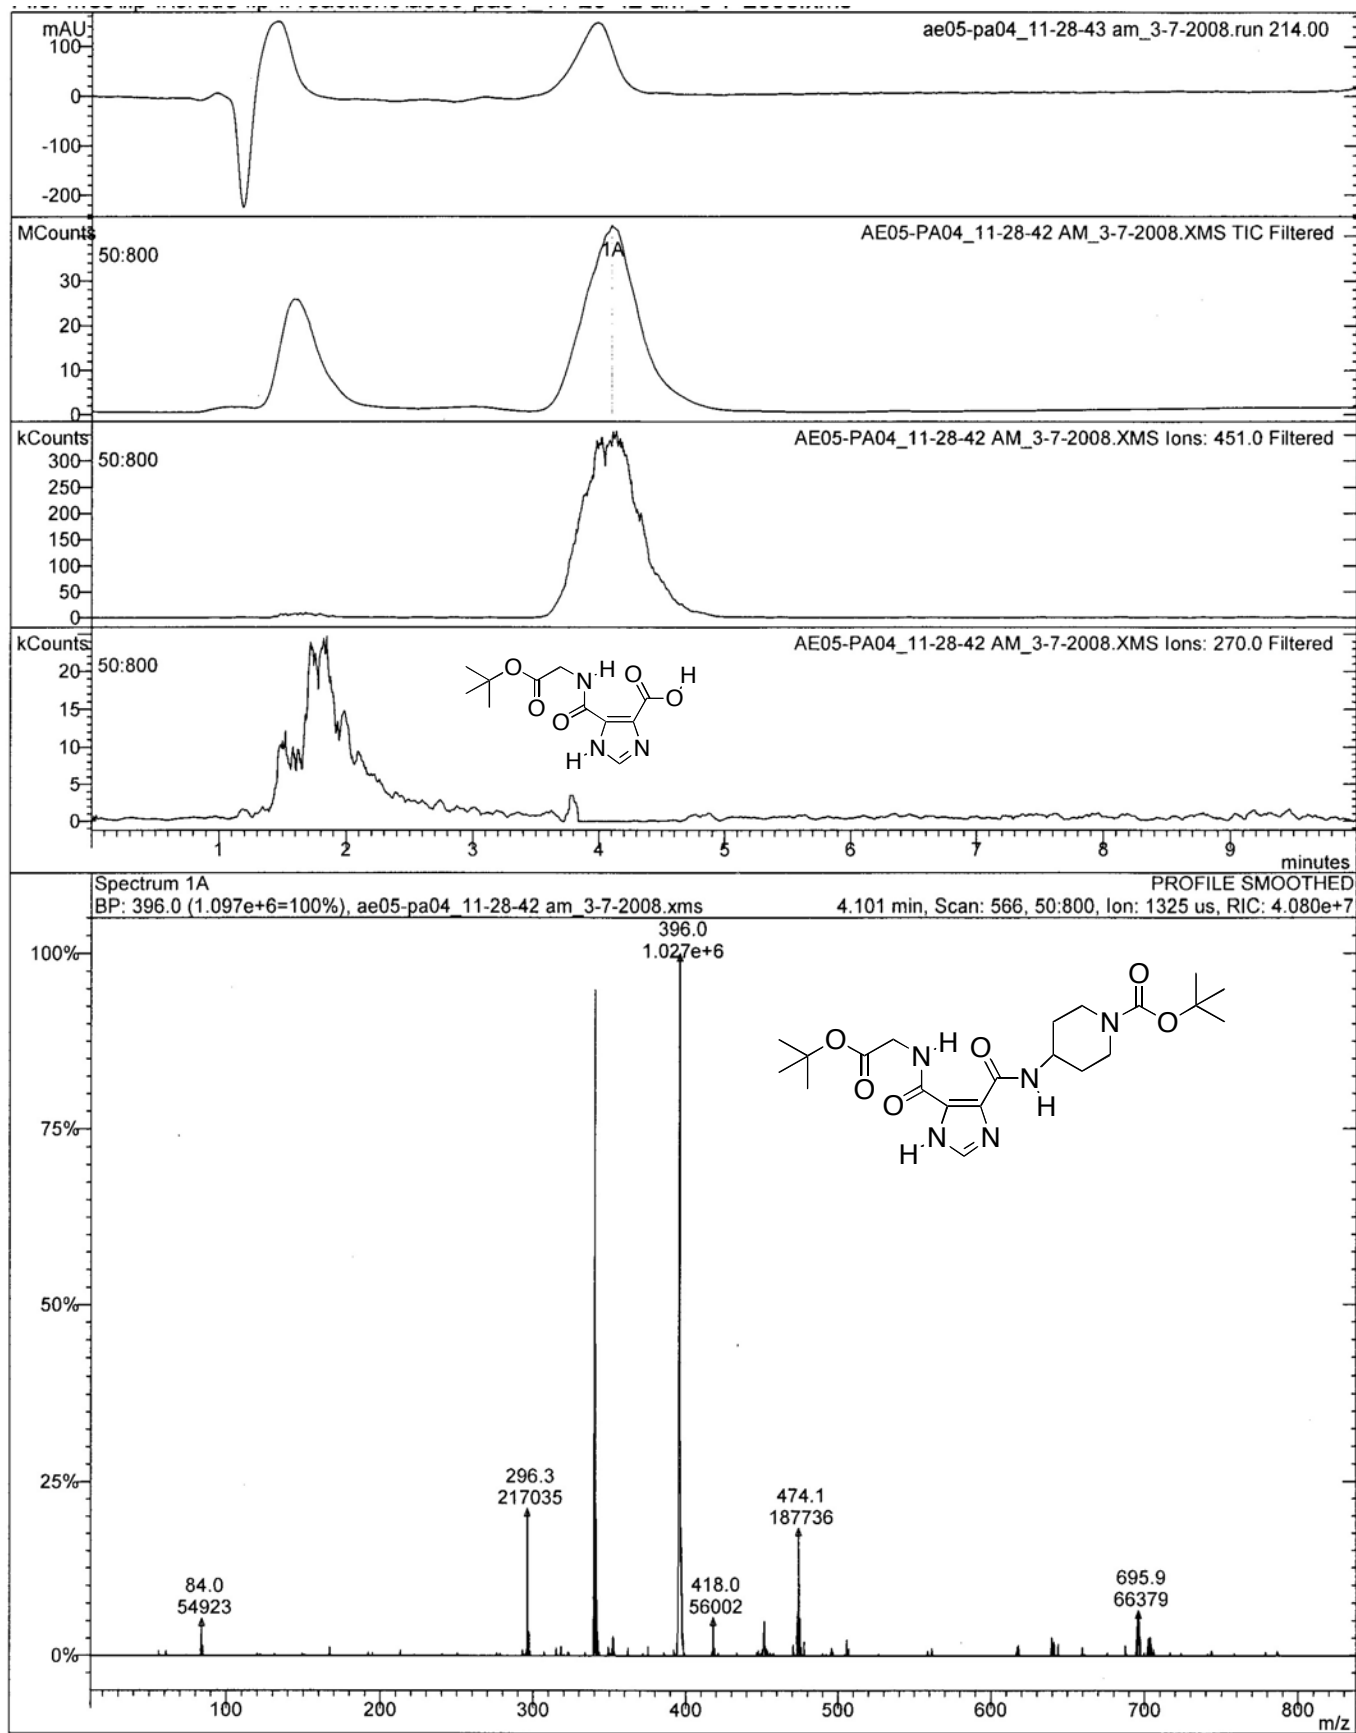 mAU
ae05-pa04_11-28-43 am_3-7-2008.run 214.00
100
0
-100
-200
MCounts
AE05-PA04_11-28-42 AM_3-7-2008.XMS TIC Filtered
50:800
1A
30
20
10
0
kCounts
AE05-PA04_11-28-42 AM_3-7-2008.XMS Ions: 451.0 Filtered
50:800
300
250
200
150
100
50
0
kCounts
AE05-PA04_11-28-42 AM_3-7-2008.XMS Ions: 270.0 Filtered
50:800
20
15
10
5
0
O
O
N
H
O
O
O
H
H
N
N
1 2 3 4 5 6 7 8 9
minutes
Spectrum 1A
PROFILE SMOOTHED
BP: 396.0 (1.097e+6=100%), ae05-pa04_11-28-42 am_3-7-2008.xms
4.101 min, Scan: 566, 50:800, Ion: 1325 us, RIC: 4.080e+7
396.0
1.027e+6
100%
75%
50%
25%
0%
O
O
N
H
O
O
N
H
N
O
O
H
N
N
296.3
217035
474.1
187736
84.0
54923
418.0
56002
695.9
66379
100 200 300 400 500 600 700 800
m/z